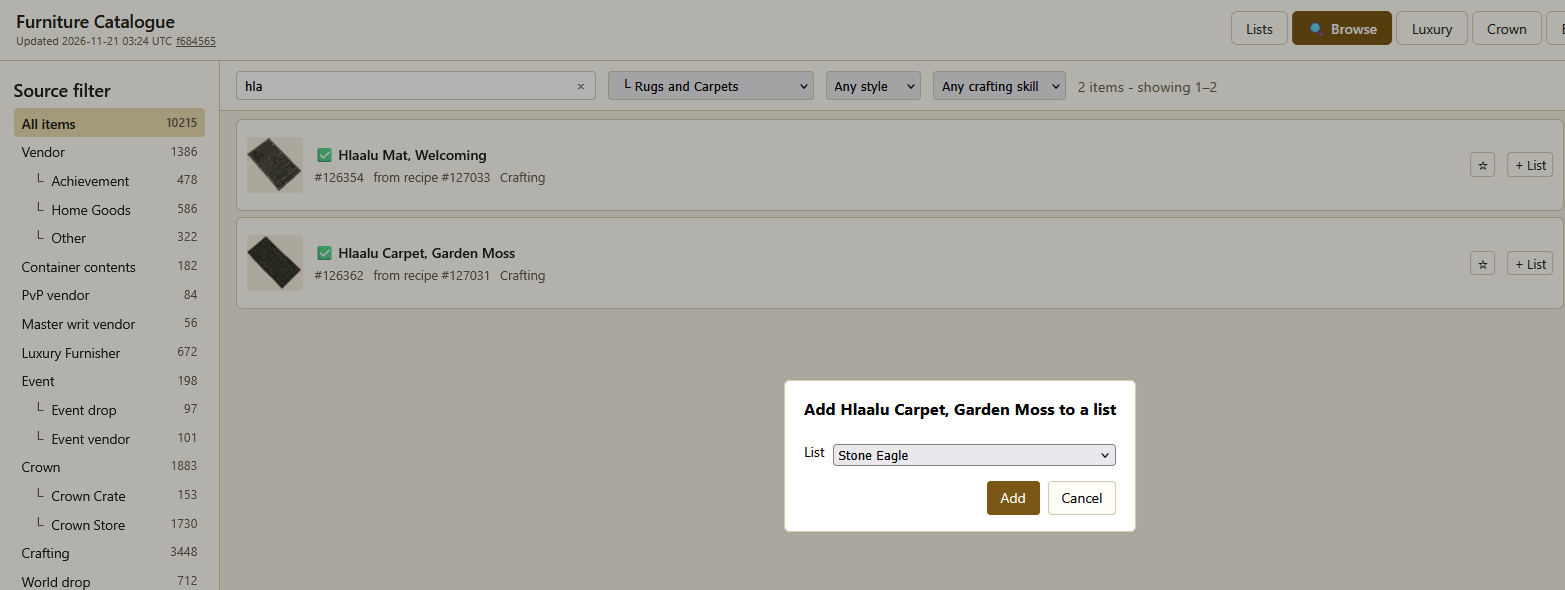 Furniture Catalogue
Updated 2026-11-21 03:24 UTC f684565
Lists
Browse
Luxury
Crown
Source filter
All items 10215
Vendor 1386
└ Achievement 478
└ Home Goods 586
└ Other 322
Container contents 182
PvP vendor 84
Master writ vendor 56
Luxury Furnisher 672
Event 198
└ Event drop 97
└ Event vendor 101
Crown 1883
└ Crown Crate 153
└ Crown Store 1730
Crafting 3448
World drop 712
hla ×
└ Rugs and Carpets
Any style
Any crafting skill
2 items - showing 1–2
Hlaalu Mat, Welcoming
#126354 from recipe #127033 Crafting
☆ + List
Hlaalu Carpet, Garden Moss
#126362 from recipe #127031 Crafting
☆ + List
Add Hlaalu Carpet, Garden Moss to a list
List Stone Eagle
Add Cancel